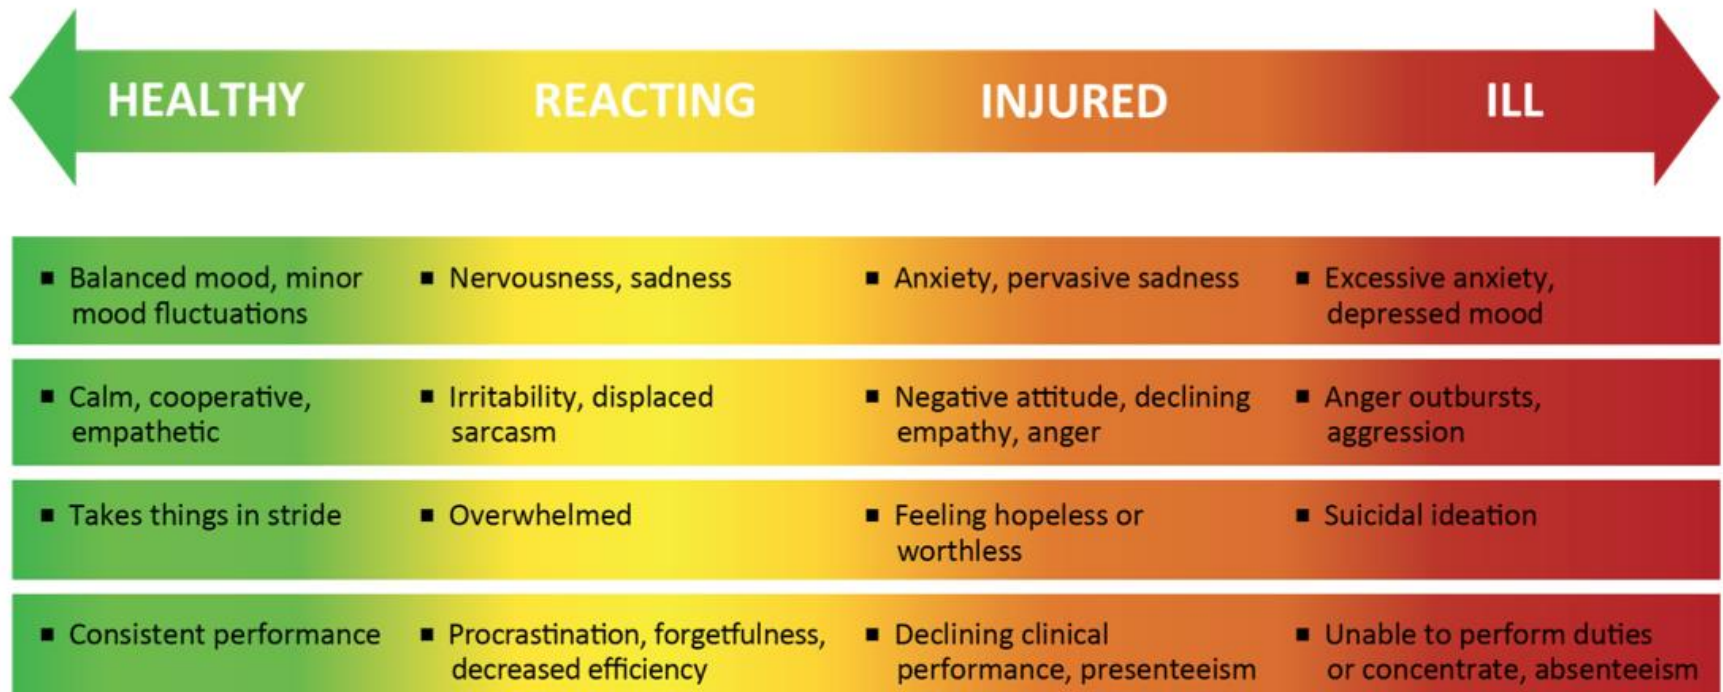 HEALTHY REACTING INJURED ILL
▪ Balanced mood, minor mood fluctuations
▪ Nervousness, sadness
▪ Anxiety, pervasive sadness
▪ Excessive anxiety, depressed mood
▪ Calm, cooperative, empathetic
▪ Irritability, displaced sarcasm
▪ Negative attitude, declining empathy, anger
▪ Anger outbursts, aggression
▪ Takes things in stride
▪ Overwhelmed
▪ Feeling hopeless or worthless
▪ Suicidal ideation
▪ Consistent performance
▪ Procrastination, forgetfulness, decreased efficiency
▪ Declining clinical performance, presenteeism
▪ Unable to perform duties or concentrate, absenteeism